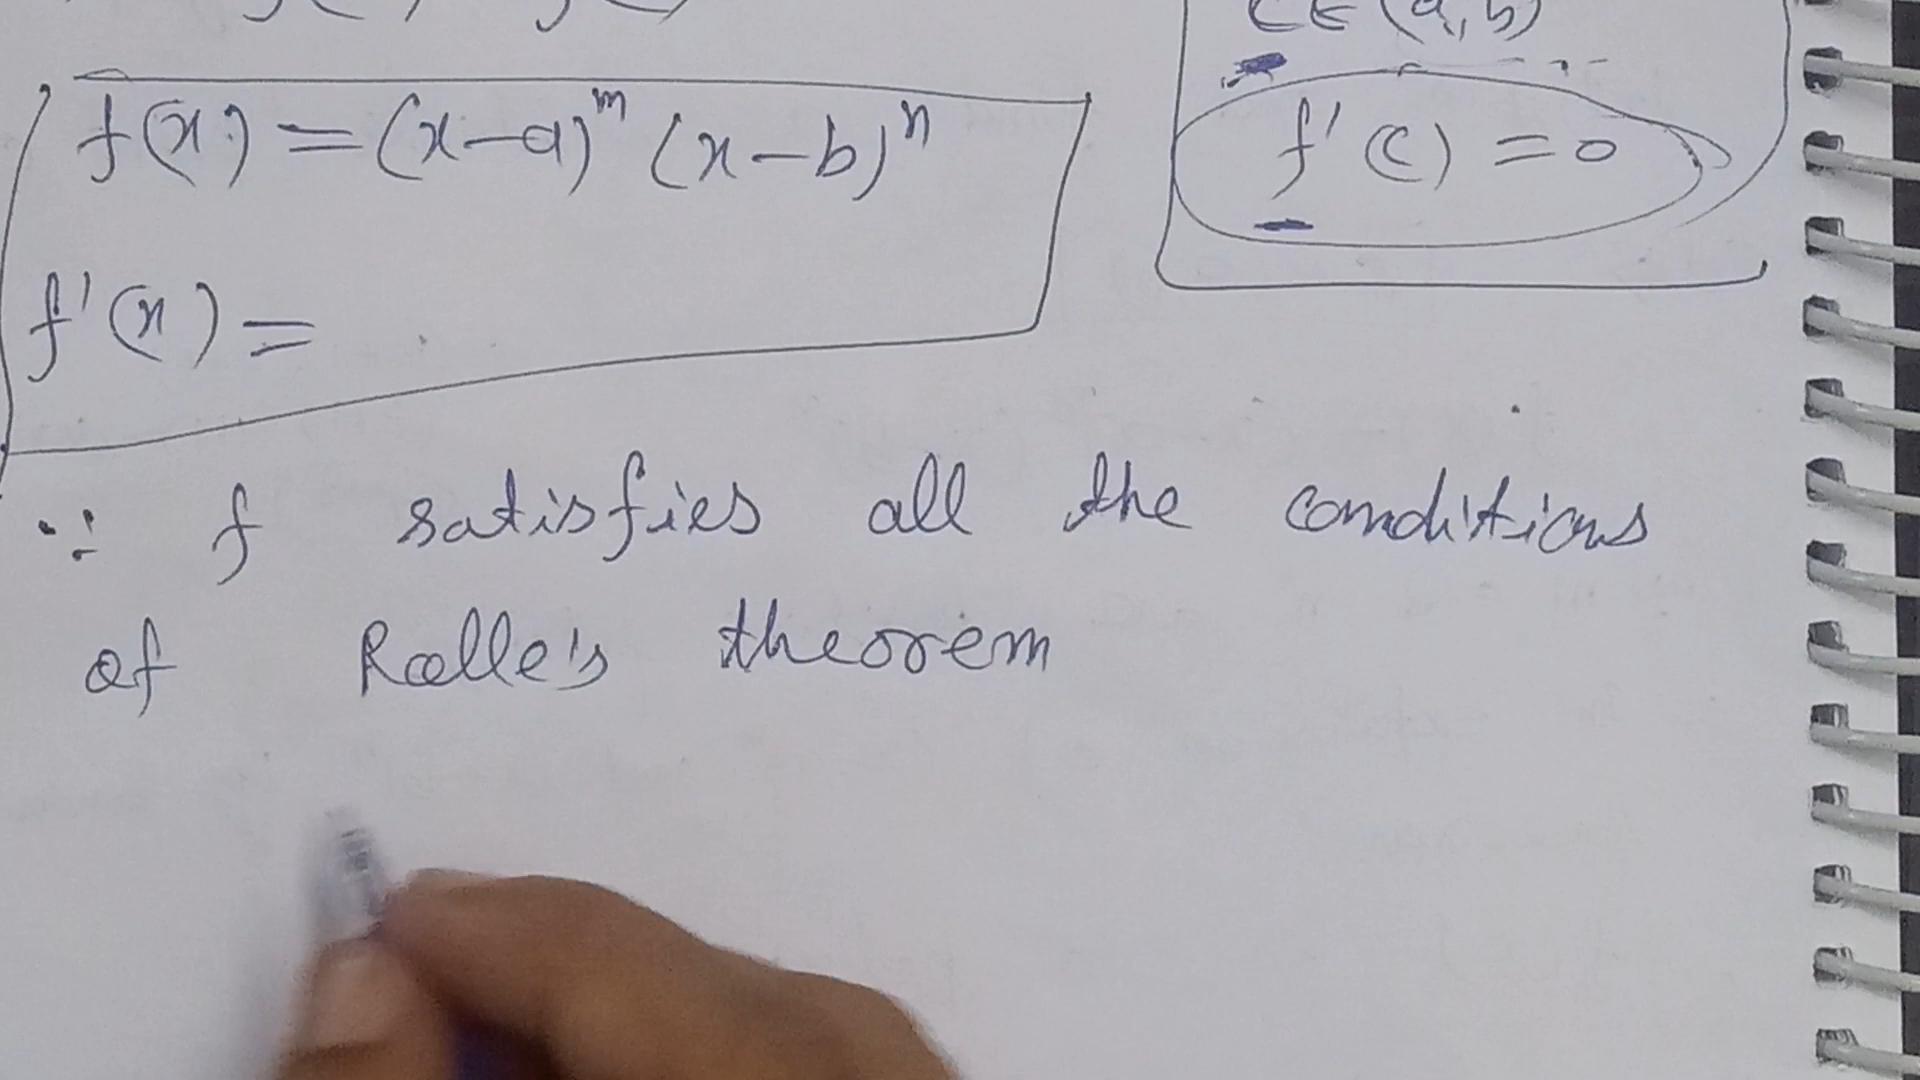 c ∈ (a, b)
f(x) = (x-a)^m (x-b)^n
f'(c) = 0
f'(x) =
∵ f satisfies all the conditions
of Rolle's theorem